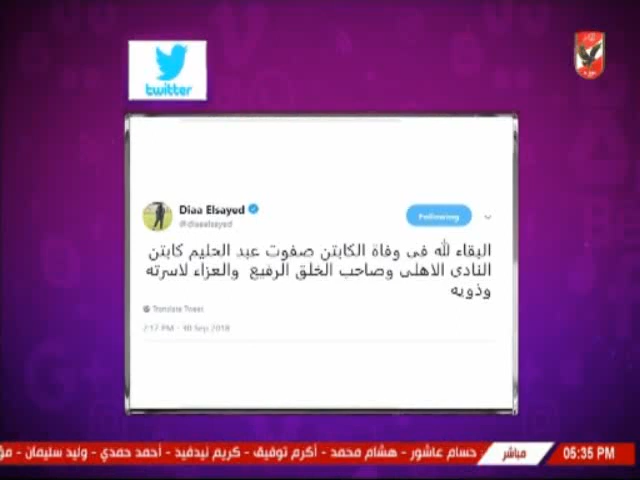 twitter
Diaa Elsayed
@diaaelsayed
Following
البقاء لله فى وفاة الكابتن صفوت عبد الحليم كابتن
النادى الاهلى وصاحب الخلق الرفيع والعزاء لاسرته
وذويه
Translate Tweet
2:17 PM - 30 Sep 2018
حسام عاشور - هشام محمد - أكرم توفيق - كريم نيدفيد - أحمد حمدي - وليد سليمان -
مباشر
05:35 PM